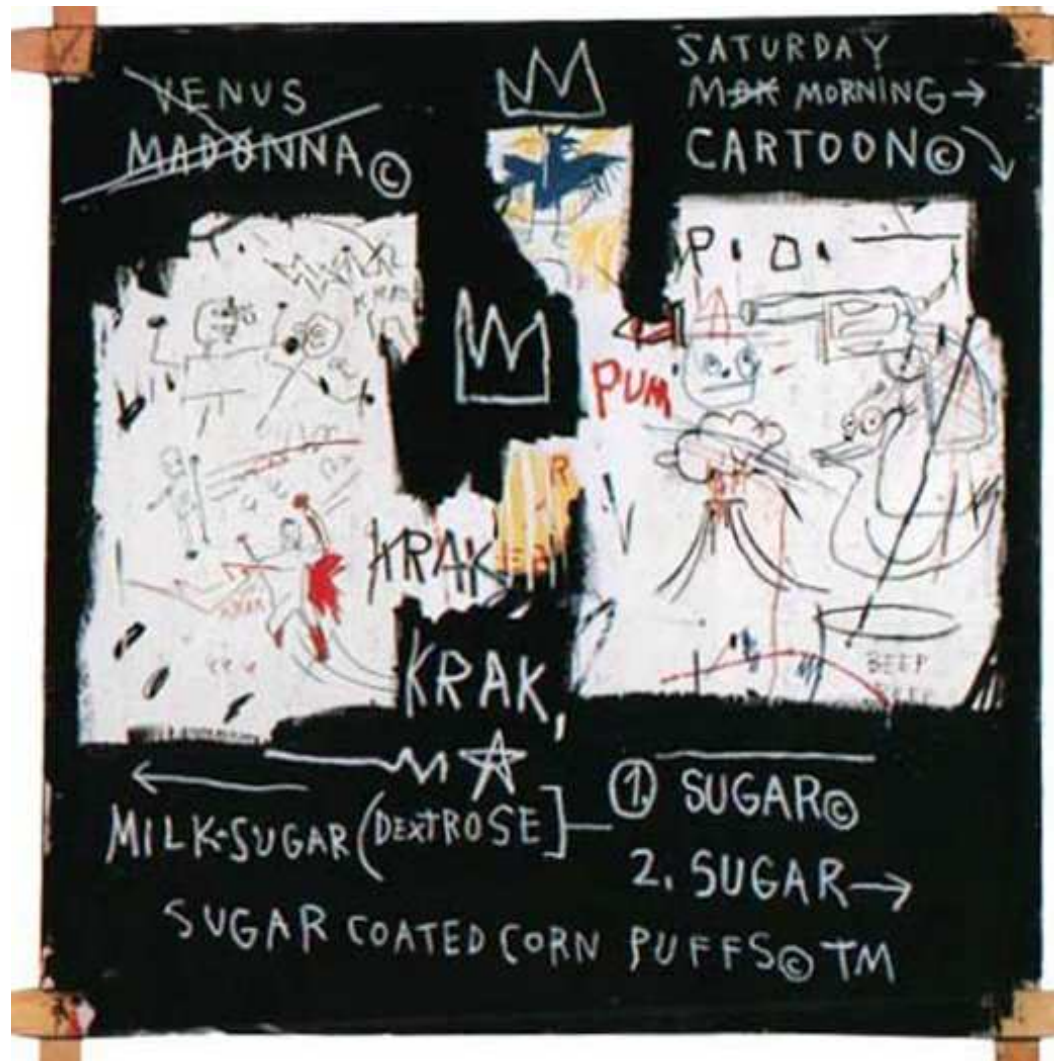 VENUS
MADONNA©
SATURDAY
MORNING →
CARTOON©
P.O.
PUM
R
KRAK
KRAK,
BEEP
← 
MILK-SUGAR (DEXTROSE]
1. SUGAR©
2. SUGAR→
SUGAR COATED CORN PUFFS© TM